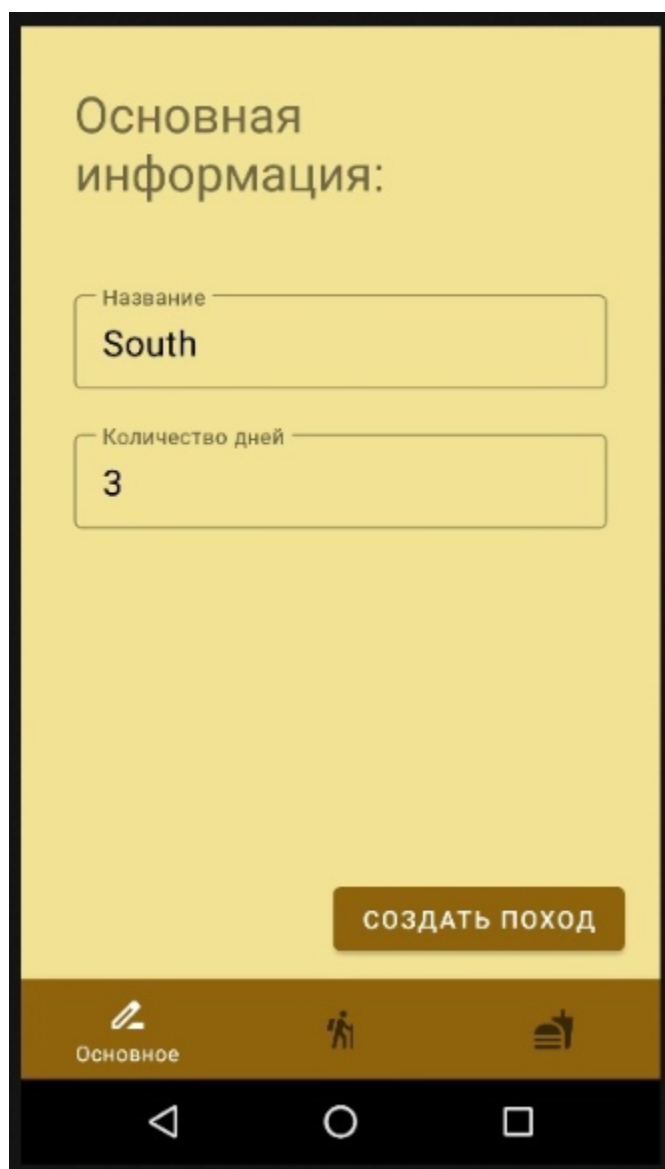 Основная
информация:
Название
South
Количество дней
3
СОЗДАТЬ ПОХОД
Основное